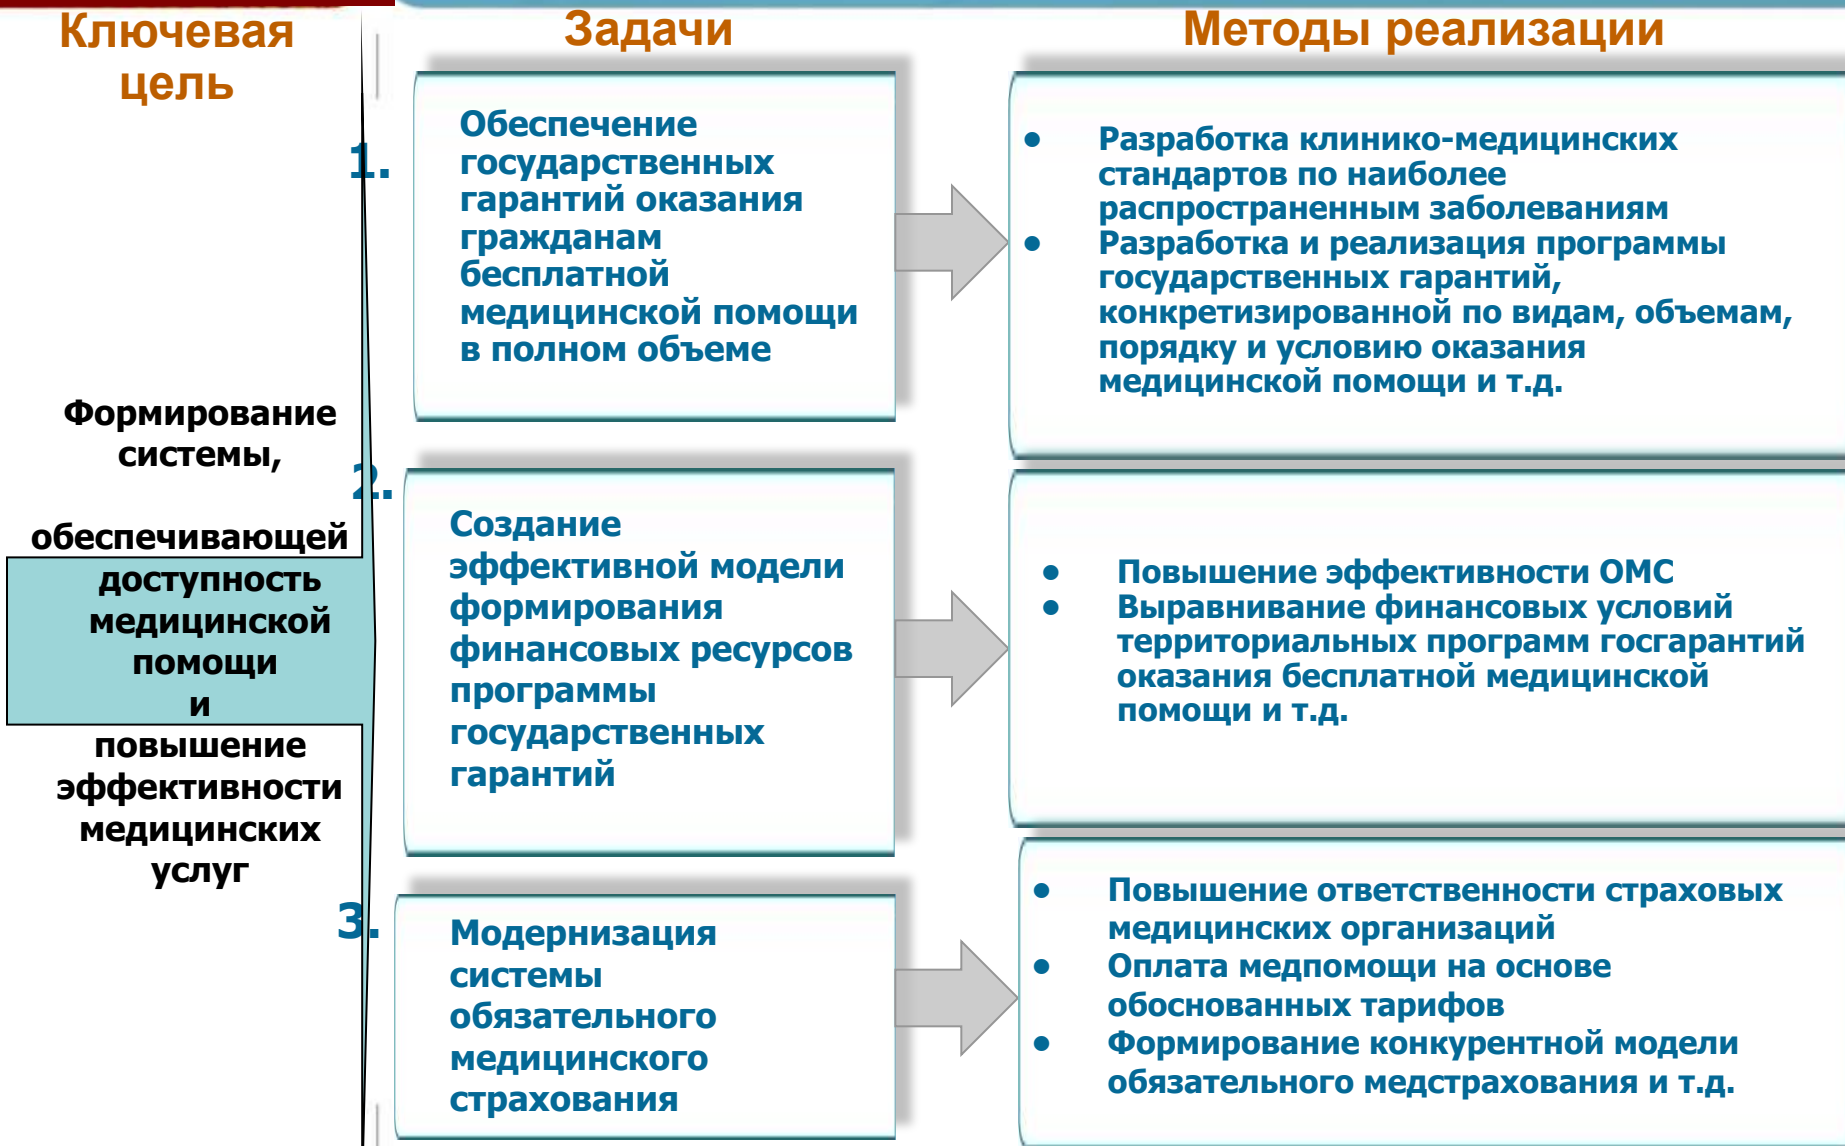 Ключевая
цель
Задачи
Методы реализации
Формирование
системы,
обеспечивающей
доступность
медицинской
помощи
и
повышение
эффективности
медицинских
услуг
1.
Обеспечение
государственных
гарантий оказания
гражданам
бесплатной
медицинской помощи
в полном объеме
• Разработка клинико-медицинских
стандартов по наиболее
распространенным заболеваниям
• Разработка и реализация программы
государственных гарантий,
конкретизированной по видам, объемам,
порядку и условию оказания
медицинской помощи и т.д.
2.
Создание
эффективной модели
формирования
финансовых ресурсов
программы
государственных
гарантий
• Повышение эффективности ОМС
• Выравнивание финансовых условий
территориальных программ госгарантий
оказания бесплатной медицинской
помощи и т.д.
3.
Модернизация
системы
обязательного
медицинского
страхования
• Повышение ответственности страховых
медицинских организаций
• Оплата медпомощи на основе
обоснованных тарифов
• Формирование конкурентной модели
обязательного медстрахования и т.д.